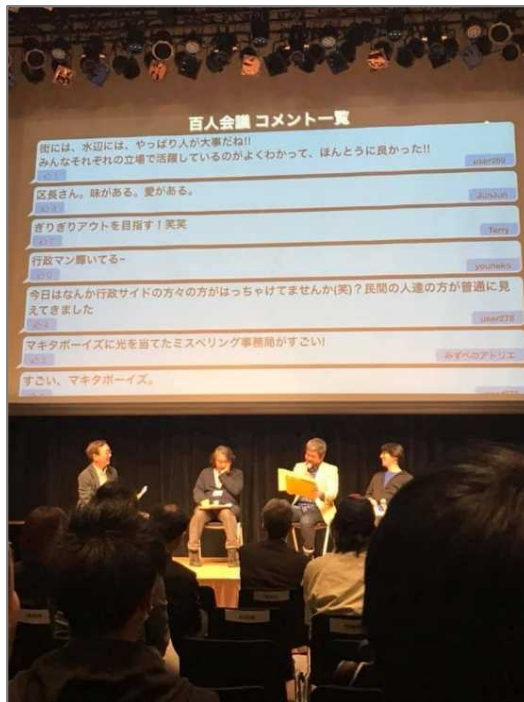 百人会議 コメント一覧
街には、水辺には、やっぱり人が大事だね!!
みんなそれぞれの立場で活躍しているのがよくわかって、ほんとうに良かった!!
区長さん。味がある。愛がある。
JunJun
ぎりぎりアウトを目指す！笑笑
Terry
行政マン輝いてる~
youneko
今日はなんか行政サイドの方々の方がはっちゃけてませんか(笑)？民間の人達の方が普通に見
えてきました
user278
マキタボーイズに光を当てたミズベリング事務局がすごい!
みずべのアトリエ
すごい、マキタボーイズ。